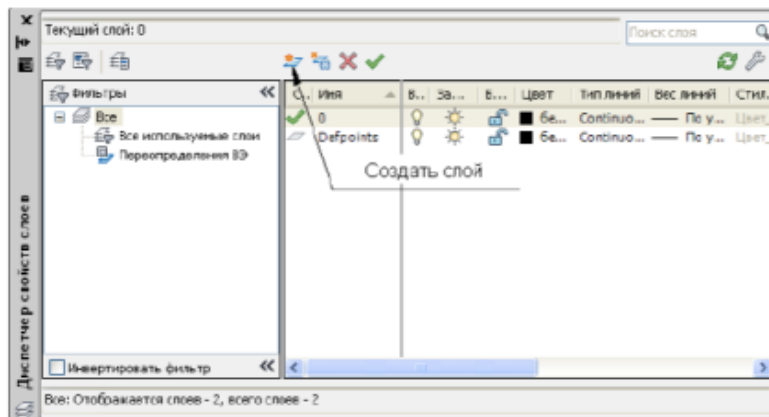 Текущий слой: 0
Поиск слоя
Фильтры
С.. Имя В... За... Б... Цвет Тип линий Вес линий Стил.
Все
0 бе... Continuo... По у... Цвет_
Все используемые слои
Defpoints бе... Continuo... По у... Цвет_
Переопределения ВЭ
Создать слой
Диспетчер свойств слоев
Инвертировать фильтр
Все: Отображается слоев - 2, всего слоев - 2